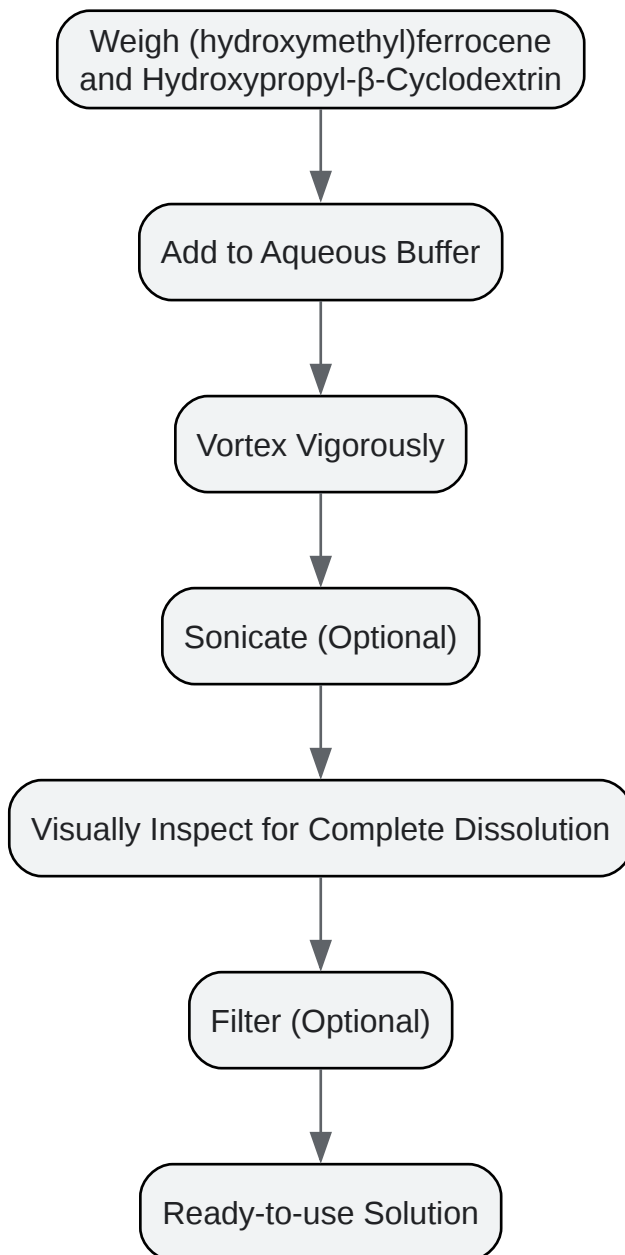 Weigh (hydroxymethyl)ferrocene
and Hydroxypropyl-β-Cyclodextrin
Add to Aqueous Buffer
Vortex Vigorously
Sonicate (Optional)
Visually Inspect for Complete Dissolution
Filter (Optional)
Ready-to-use Solution